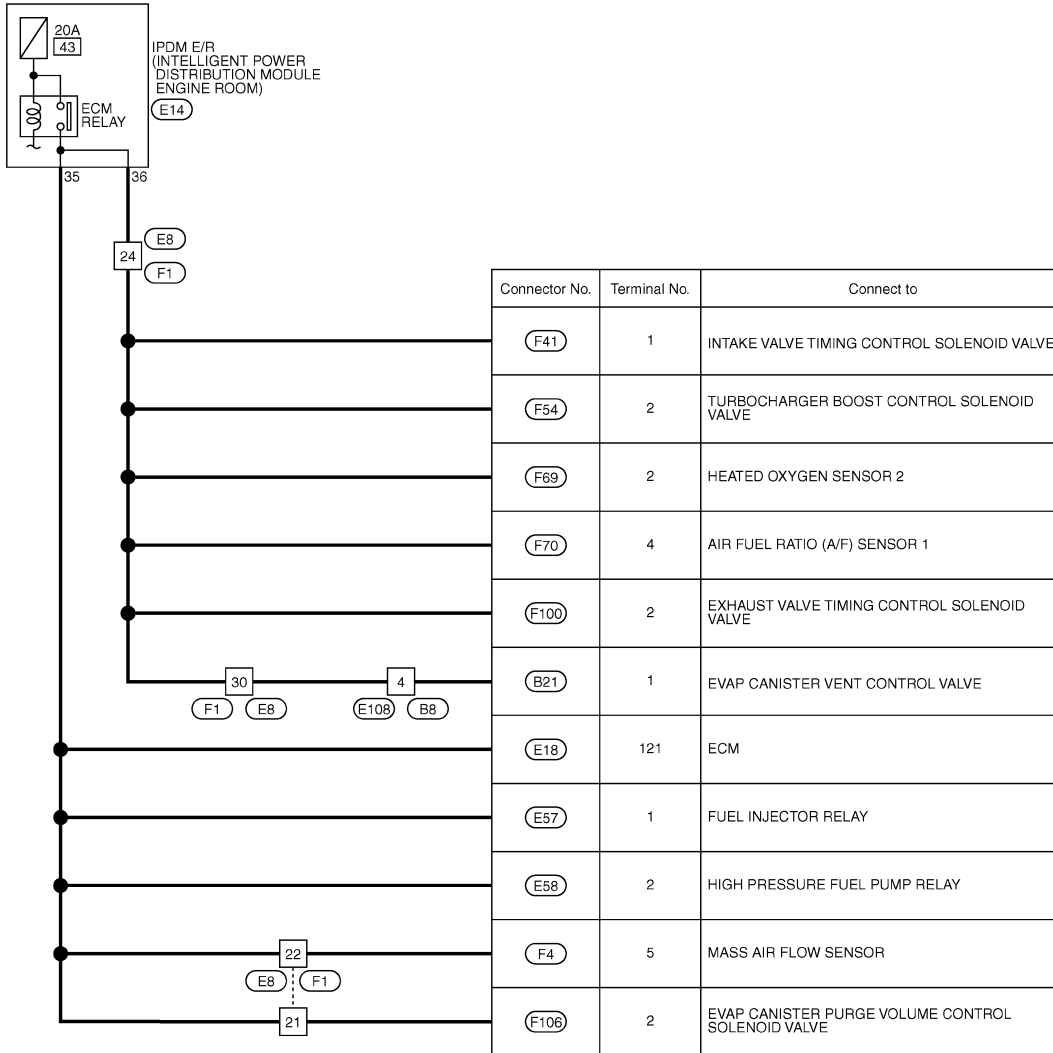 20A
43
IPDM E/R
(INTELLIGENT POWER
DISTRIBUTION MODULE
ENGINE ROOM)
E14
ECM
RELAY
35
36
E8
24
F1
Connector No. Terminal No. Connect to
F41 1 INTAKE VALVE TIMING CONTROL SOLENOID VALVE
F54 2 TURBOCHARGER BOOST CONTROL SOLENOID
VALVE
F69 2 HEATED OXYGEN SENSOR 2
F70 4 AIR FUEL RATIO (A/F) SENSOR 1
F100 2 EXHAUST VALVE TIMING CONTROL SOLENOID
VALVE
30 4 B21 1 EVAP CANISTER VENT CONTROL VALVE
F1 E8 E108 B8
E18 121 ECM
E57 1 FUEL INJECTOR RELAY
E58 2 HIGH PRESSURE FUEL PUMP RELAY
22 F4 5 MASS AIR FLOW SENSOR
E8 F1
21 F106 2 EVAP CANISTER PURGE VOLUME CONTROL
SOLENOID VALVE